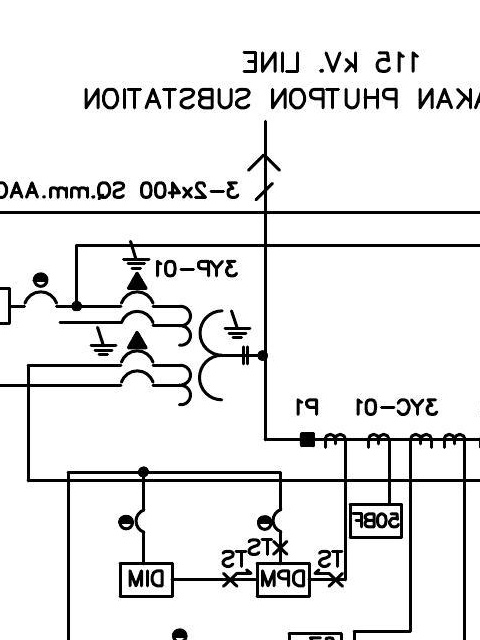 115 kV. LINE
AKAN PHUTPON SUBSTATION
3-2x400 SQ.mm.AAC
3YP-01
P1
3YC-01
50BF
TS
TS
TS
DIM
DPM